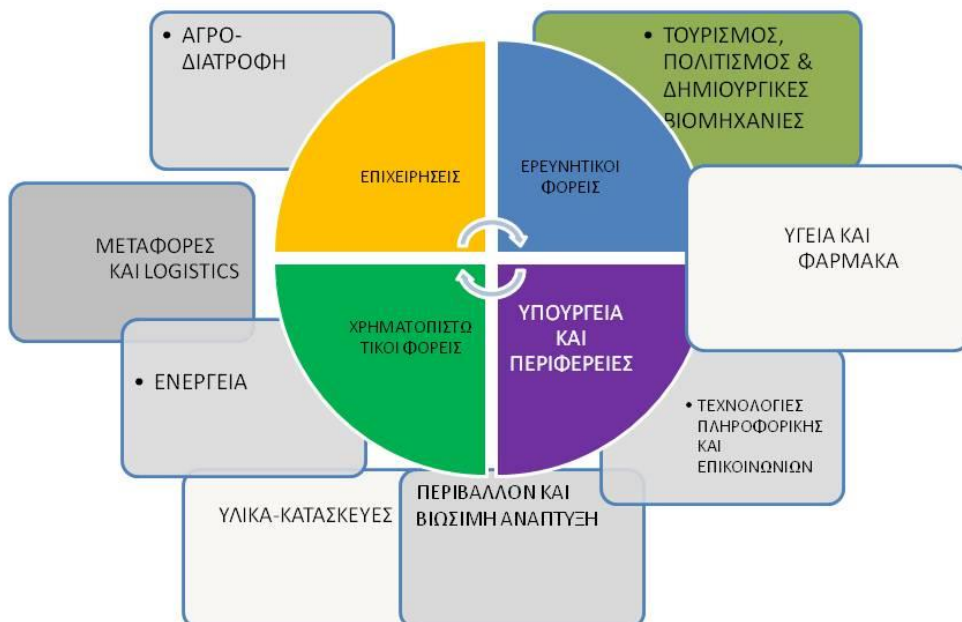 • ΑΓΡΟ-
ΔΙΑΤΡΟΦΗ
• ΤΟΥΡΙΣΜΟΣ,
ΠΟΛΙΤΙΣΜΟΣ &
ΔΗΜΙΟΥΡΓΙΚΕΣ
ΒΙΟΜΗΧΑΝΙΕΣ
ΕΠΙΧΕΙΡΗΣΕΙΣ
ΕΡΕΥΝΗΤΙΚΟΙ
ΦΟΡΕΙΣ
ΜΕΤΑΦΟΡΕΣ
ΚΑΙ LOGISTICS
ΥΓΕΙΑ ΚΑΙ
ΦΑΡΜΑΚΑ
ΧΡΗΜΑΤΟΠΙΣΤΩ
ΤΙΚΟΙ ΦΟΡΕΙΣ
ΥΠΟΥΡΓΕΙΑ
ΚΑΙ
ΠΕΡΙΦΕΡΕΙΕΣ
• ΕΝΕΡΓΕΙΑ
• ΤΕΧΝΟΛΟΓΙΕΣ
ΠΛΗΡΟΦΟΡΙΚΗΣ
ΚΑΙ
ΕΠΙΚΟΙΝΩΝΙΩΝ
ΥΛΙΚΑ-ΚΑΤΑΣΚΕΥΕΣ
ΠΕΡΙΒΑΛΛΟΝ ΚΑΙ
ΒΙΩΣΙΜΗ ΑΝΑΠΤΥΞΗ